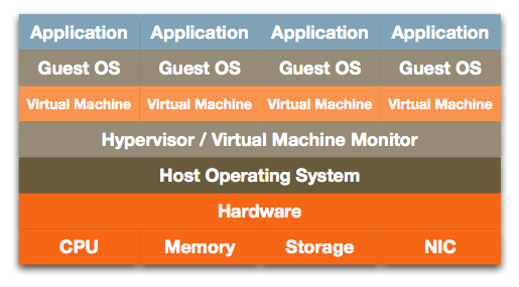 Application Application Application Application
Guest OS Guest OS Guest OS Guest OS
Virtual Machine Virtual Machine Virtual Machine Virtual Machine
Hypervisor / Virtual Machine Monitor
Host Operating System
Hardware
CPU Memory Storage NIC